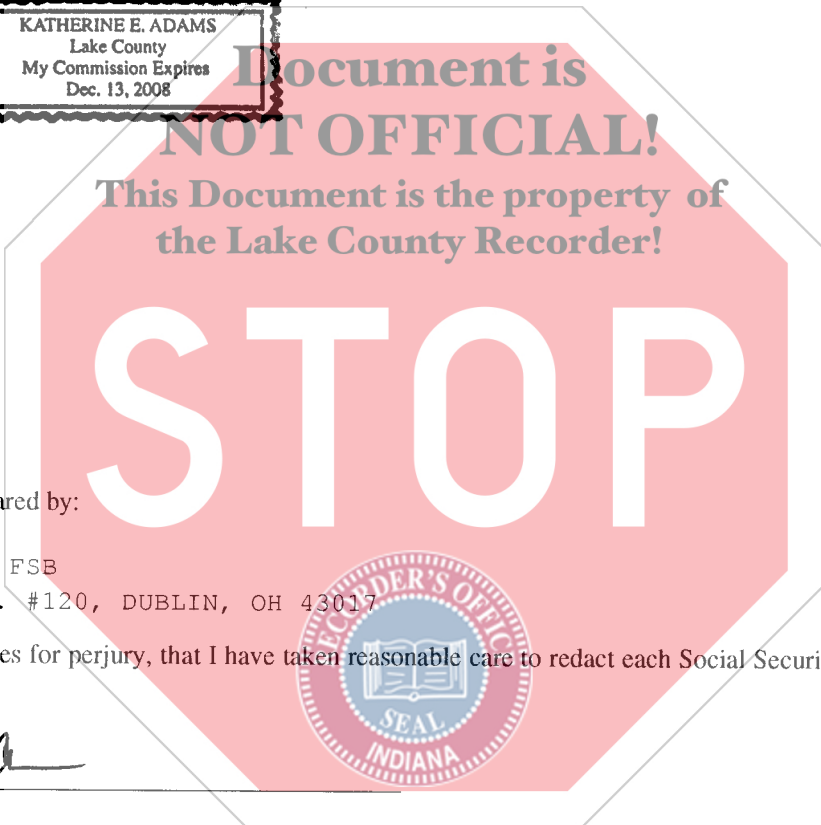 KATHERINE E. ADAMS
Lake County
My Commission Expires
Dec. 13, 2008
Document is
NOT OFFICIAL!
This Document is the property of
the Lake County Recorder!
STOP
ared by:
FSB
. #120, DUBLIN, OH 43017
es for perjury, that I have taken reasonable care to redact each Social Securi
RECORDER'S OFFICE
SEAL
INDIANA